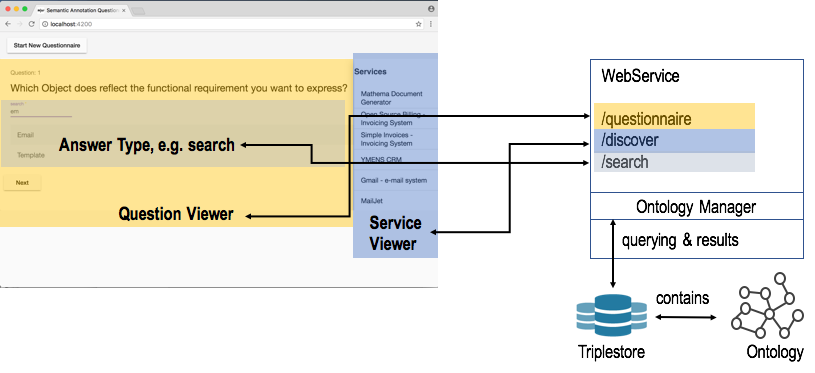 Semantic Annotation Question
localhost:4200
Start New Questionnaire
Question: 1
Which Object does reflect the functional requirement you want to express?
em
Email
Answer Type, e.g. search
Template
Next
Question Viewer
Services
Mathema Document
Generator
Open Source Billing -
Invoicing System
Simple Invoices -
Invoicing System
YMENS CRM
Gmail - e-mail system
MailJet
Service
Viewer
WebService
/questionnaire
/discover
/search
Ontology Manager
querying & results
contains
Triplestore
Ontology